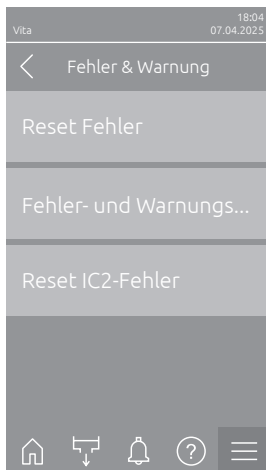 18:04
Vita 07.04.2025
Fehler & Warnung
Reset Fehler
Fehler- und Warnungs...
Reset IC2-Fehler
?